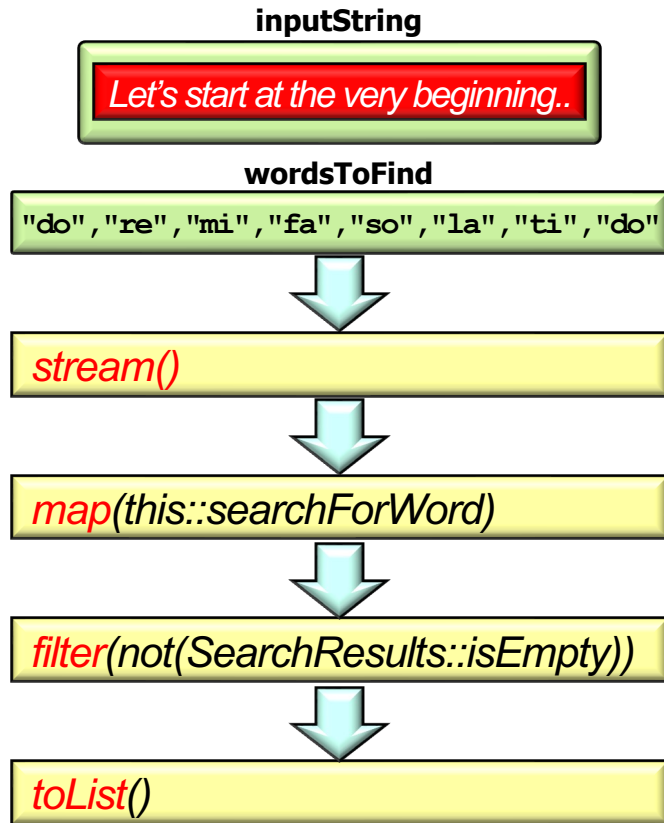 inputString
Let's start at the very beginning..
wordsToFind
"do","re","mi","fa","so","la","ti","do"
stream()
map(this::searchForWord)
filter(not(SearchResults::isEmpty))
toList()